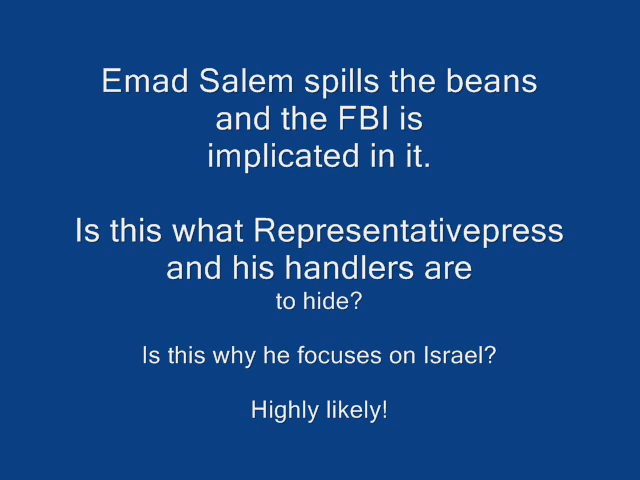 Emad Salem spills the beans
and the FBI is
implicated in it.
Is this what Representativepress
and his handlers are
to hide?
Is this why he focuses on Israel?
Highly likely!